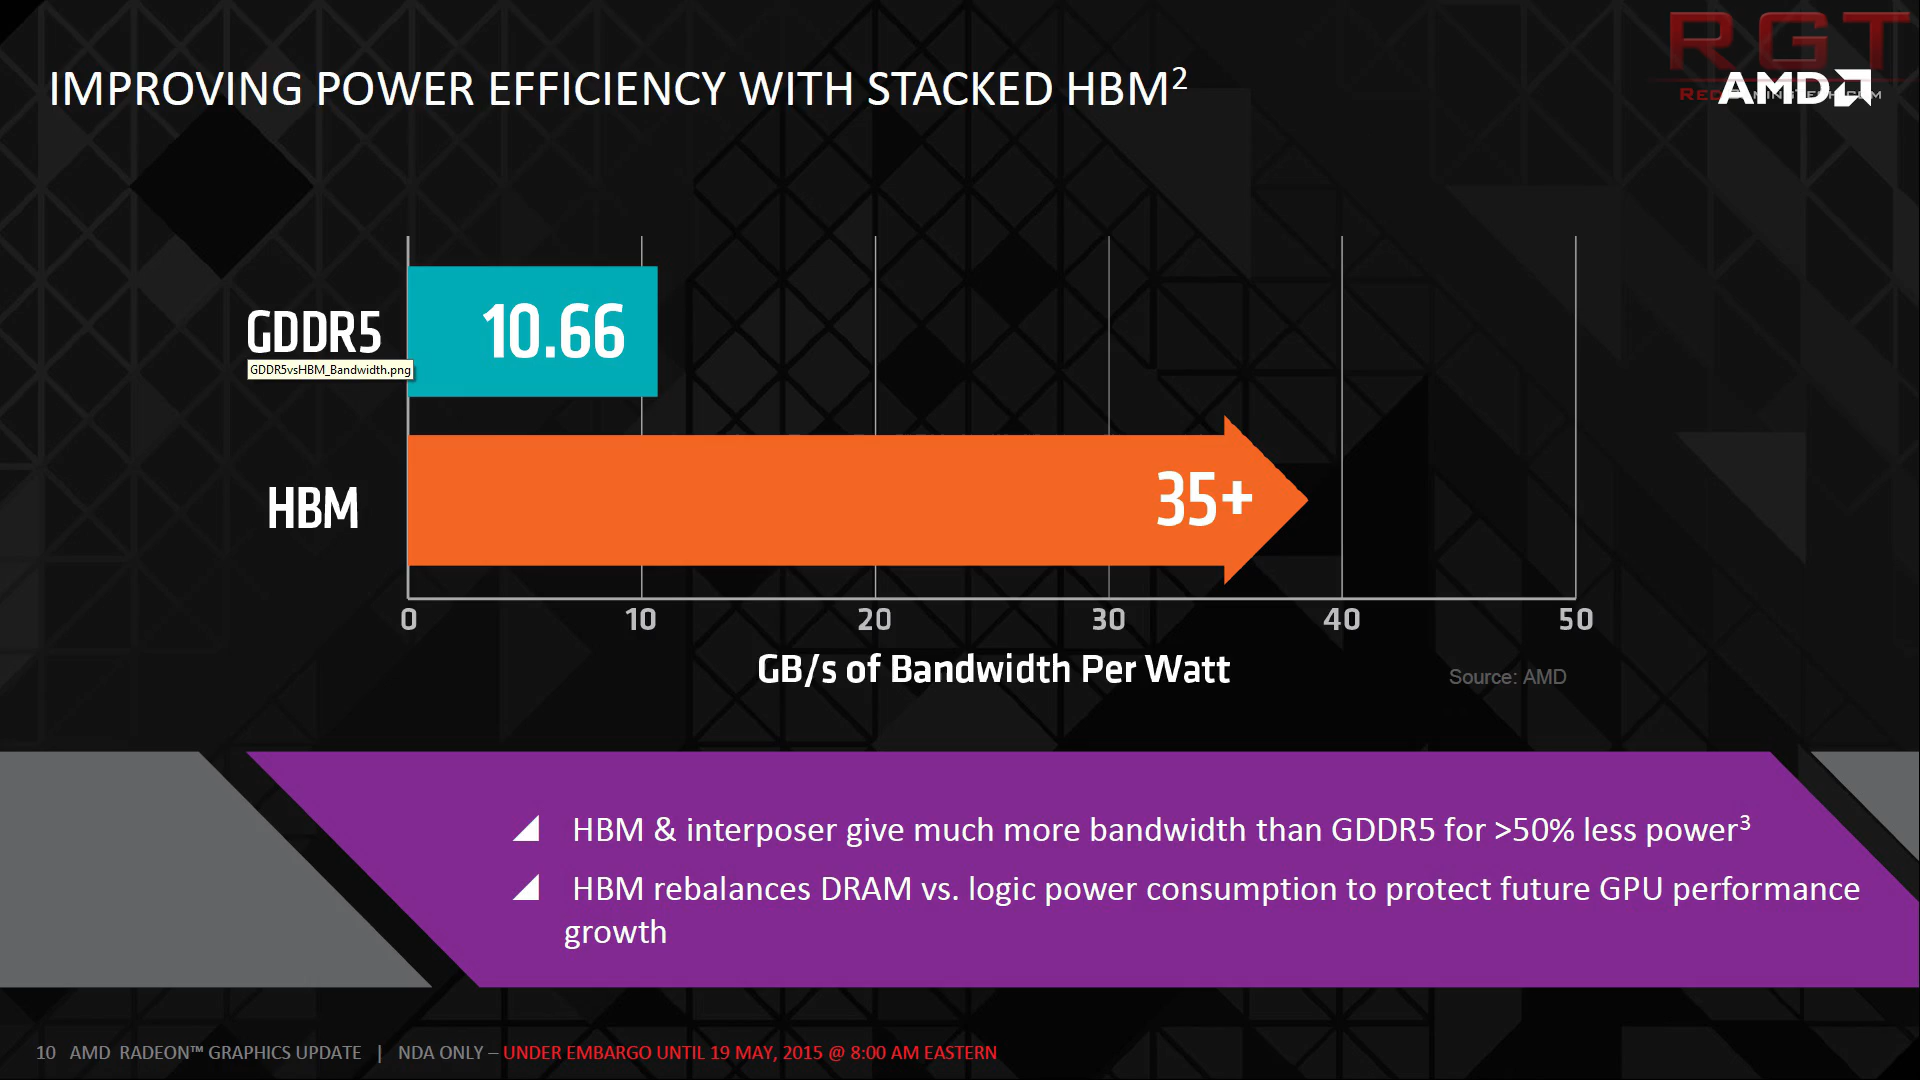 RGT
REDGAMINGTECH.COM
AMD
IMPROVING POWER EFFICIENCY WITH STACKED HBM²
GDDR5
10.66
GDDR5vsHBM_Bandwidth.png
HBM
35+
0 10 20 30 40 50
GB/s of Bandwidth Per Watt
Source: AMD
HBM & interposer give much more bandwidth than GDDR5 for >50% less power³
HBM rebalances DRAM vs. logic power consumption to protect future GPU performance
growth
10 AMD RADEON™ GRAPHICS UPDATE | NDA ONLY – UNDER EMBARGO UNTIL 19 MAY, 2015 @ 8:00 AM EASTERN